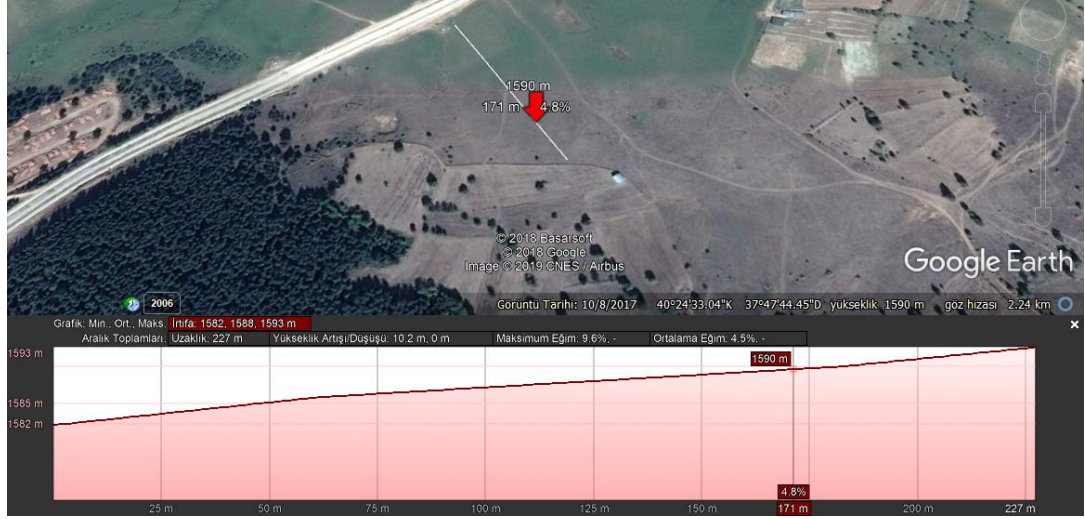 1590 m
171 m 4,8%
© 2018 Basarsoft
© 2018 Google
Image © 2019 CNES / Airbus
Google Earth
2006
Görüntü Tarihi: 10/8/2017 40°24'33.04"K 37°47'44.45"D yükseklik 1590 m göz hizası 2.24 km
Grafik: Min., Ort., Maks. İrtifa: 1582, 1588, 1593 m
Aralık Toplamları: Uzaklık: 227 m Yükseklik Artışı/Düşüşü: 10.2 m, 0 m Maksimum Eğim: 9.6%, - Ortalama Eğim: 4.5%, -
1593 m
1590 m
1585 m
1582 m
4.8%
25 m 50 m 75 m 100 m 125 m 150 m 171 m 200 m 227 m